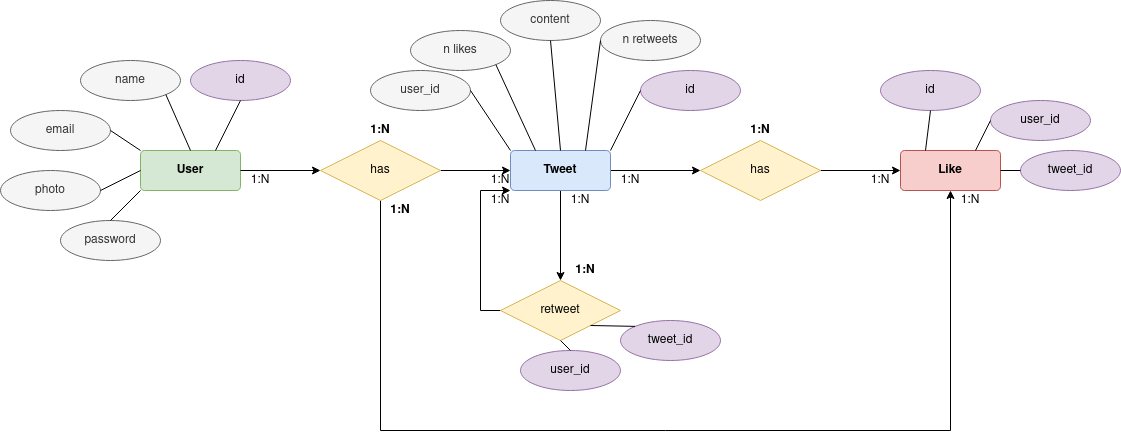 content
n likes
n retweets
name
id
user_id
id
id
email
user_id
1:N
1:N
User
has
Tweet
has
Like
tweet_id
1:N
1:N
1:N
1:N
photo
1:N
1:N
1:N
1:N
password
1:N
retweet
tweet_id
user_id